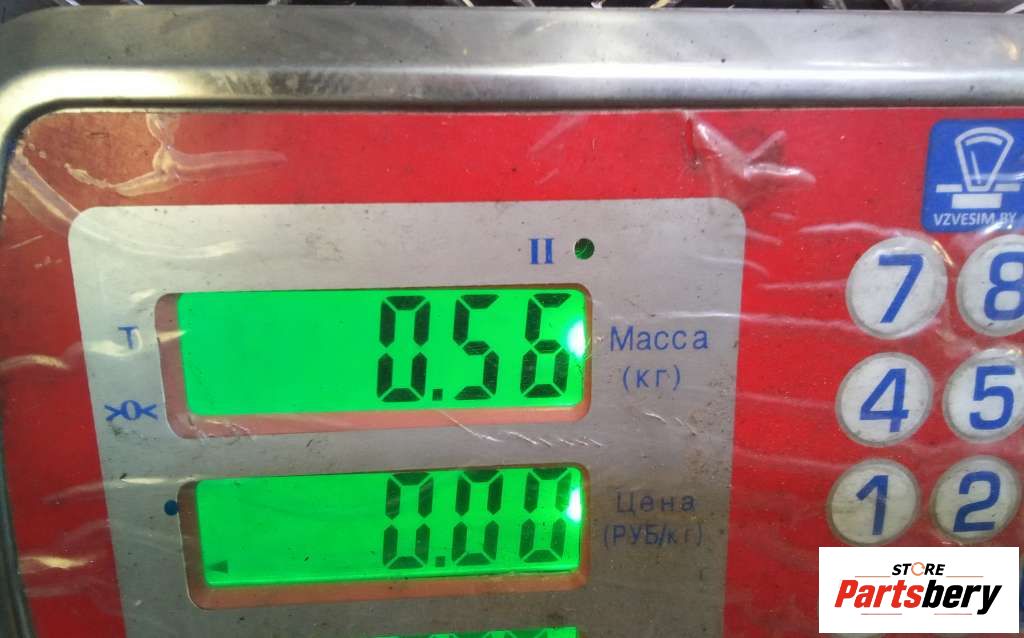 VZVESIM.BY
II
7 8
T
0.56
Масса
(кг)
>0<
4 5
0.00
Цена
(РУБ/кг)
1 2
STORE
Partsbery